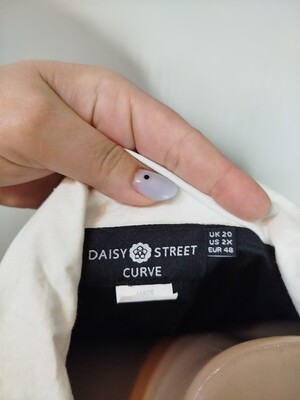 DAISY STREET
CURVE
UK 20
US 2X
EUR 48